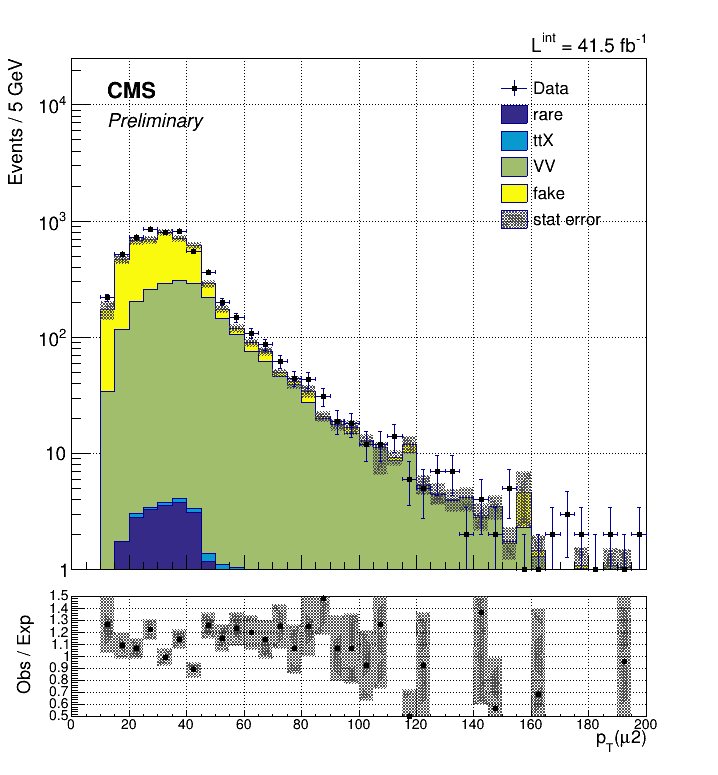 L^int = 41.5 fb^-1
Events / 5 GeV
CMS
Preliminary
Data
rare
ttX
VV
fake
stat error
10^4
10^3
10^2
10
1
Obs / Exp
1.5
1.4
1.3
1.2
1.1
1
0.9
0.8
0.7
0.6
0.5
0 20 40 60 80 100 120 140 160 180 200
p_T(μ2)